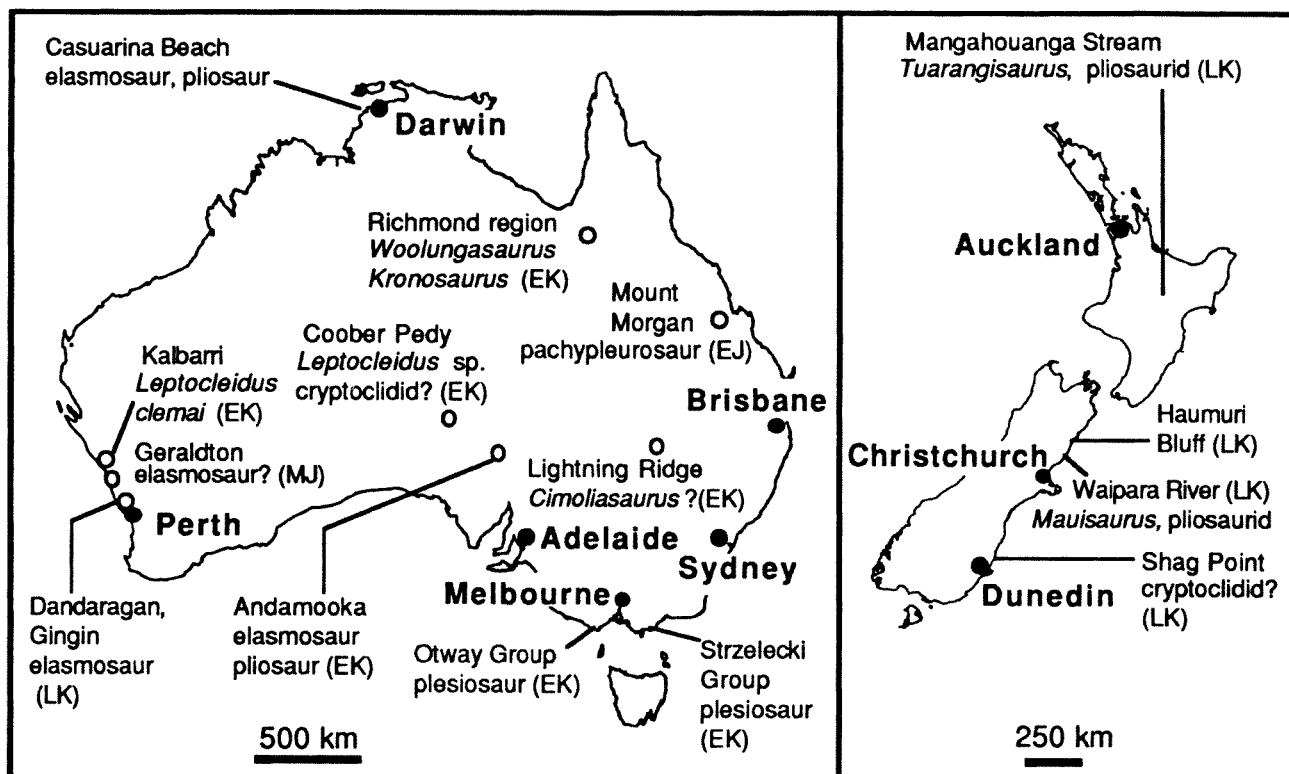 Casuarina Beach
elasmosaur, pliosaur
Darwin
Richmond region
Woolungasaurus
Kronosaurus (EK)
Mount
Morgan
pachypleurosaur (EJ)
Coober Pedy
Leptocleidus sp.
cryptoclidid? (EK)
Kalbarri
Leptocleidus
clemai (EK)
Geraldton
elasmosaur? (MJ)
Brisbane
Lightning Ridge
Cimoliasaurus ?(EK)
Perth
Adelaide
Sydney
Melbourne
Dandaragan,
Gingin
elasmosaur
(LK)
Andamooka
elasmosaur
pliosaur (EK)
Otway Group
plesiosaur (EK)
Strzelecki
Group
plesiosaur
(EK)
500 km
Mangahouanga Stream
Tuarangisaurus, pliosaurid (LK)
Auckland
Haumuri
Bluff (LK)
Christchurch
Waipara River (LK)
Mauisaurus, pliosaurid
Shag Point
cryptoclidid?
(LK)
Dunedin
250 km